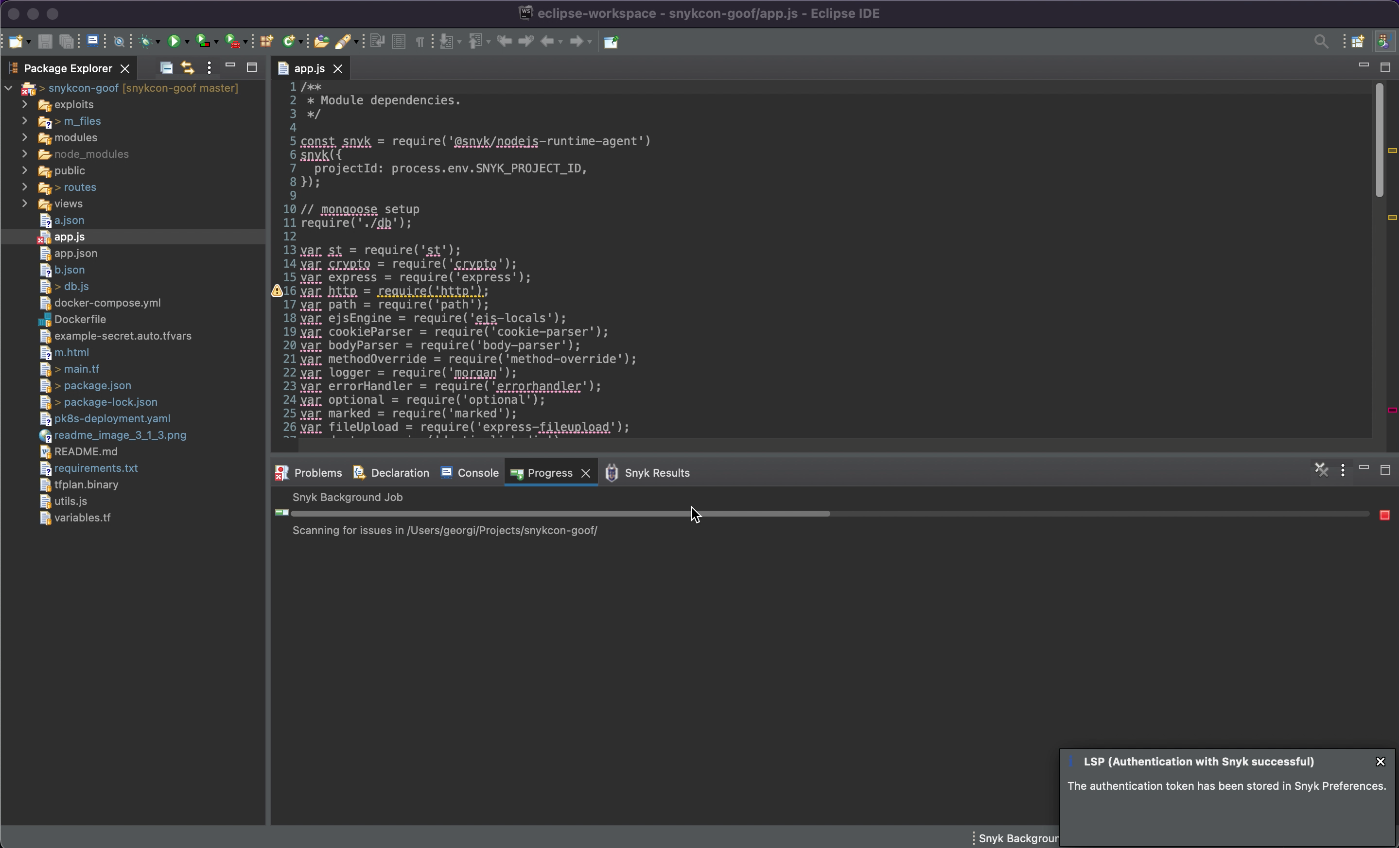 eclipse-workspace - snykcon-goof/app.js - Eclipse IDE
Package Explorer
> snykcon-goof [snykcon-goof master]
exploits
> m_files
modules
node_modules
public
> routes
views
a.json
app.js
app.json
b.json
> db.js
docker-compose.yml
Dockerfile
example-secret.auto.tfvars
m.html
> main.tf
> package.json
> package-lock.json
pk8s-deployment.yaml
readme_image_3_1_3.png
README.md
requirements.txt
tfplan.binary
utils.js
variables.tf
app.js
1 /**
2  * Module dependencies.
3  */
4
5 const snyk = require('@snyk/nodejs-runtime-agent')
6 snyk({
7   projectId: process.env.SNYK_PROJECT_ID,
8 });
9
10 // mongoose setup
11 require('./db');
12
13 var st = require('st');
14 var crypto = require('crypto');
15 var express = require('express');
16 var http = require('http');
17 var path = require('path');
18 var ejsEngine = require('ejs-locals');
19 var cookieParser = require('cookie-parser');
20 var bodyParser = require('body-parser');
21 var methodOverride = require('method-override');
22 var logger = require('morgan');
23 var errorHandler = require('errorhandler');
24 var optional = require('optional');
25 var marked = require('marked');
26 var fileUpload = require('express-fileupload');
Problems Declaration Console Progress Snyk Results
Snyk Background Job
Scanning for issues in /Users/georgi/Projects/snykcon-goof/
LSP (Authentication with Snyk successful)
The authentication token has been stored in Snyk Preferences.
Snyk Backgroun